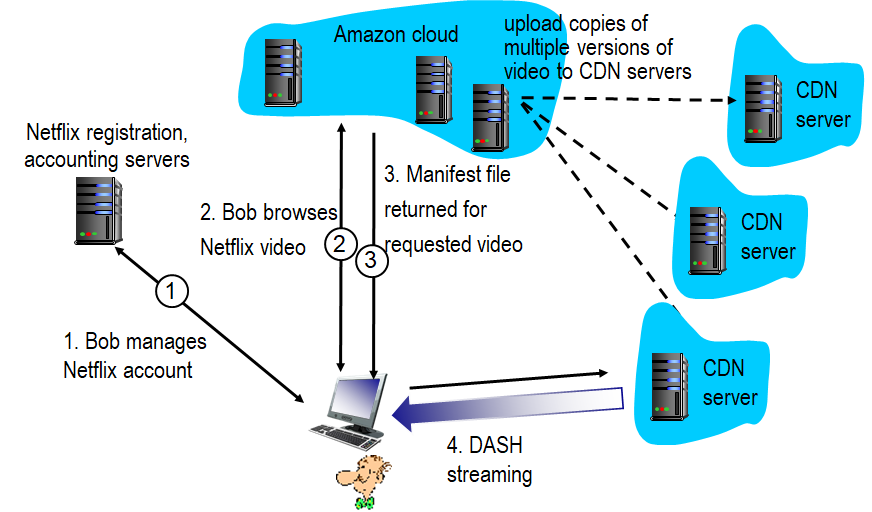 Amazon cloud
upload copies of
multiple versions of
video to CDN servers
CDN
server
Netflix registration,
accounting servers
3. Manifest file
returned for
requested video
2. Bob browses
Netflix video
2
3
CDN
server
1
1. Bob manages
Netflix account
CDN
server
4. DASH
streaming